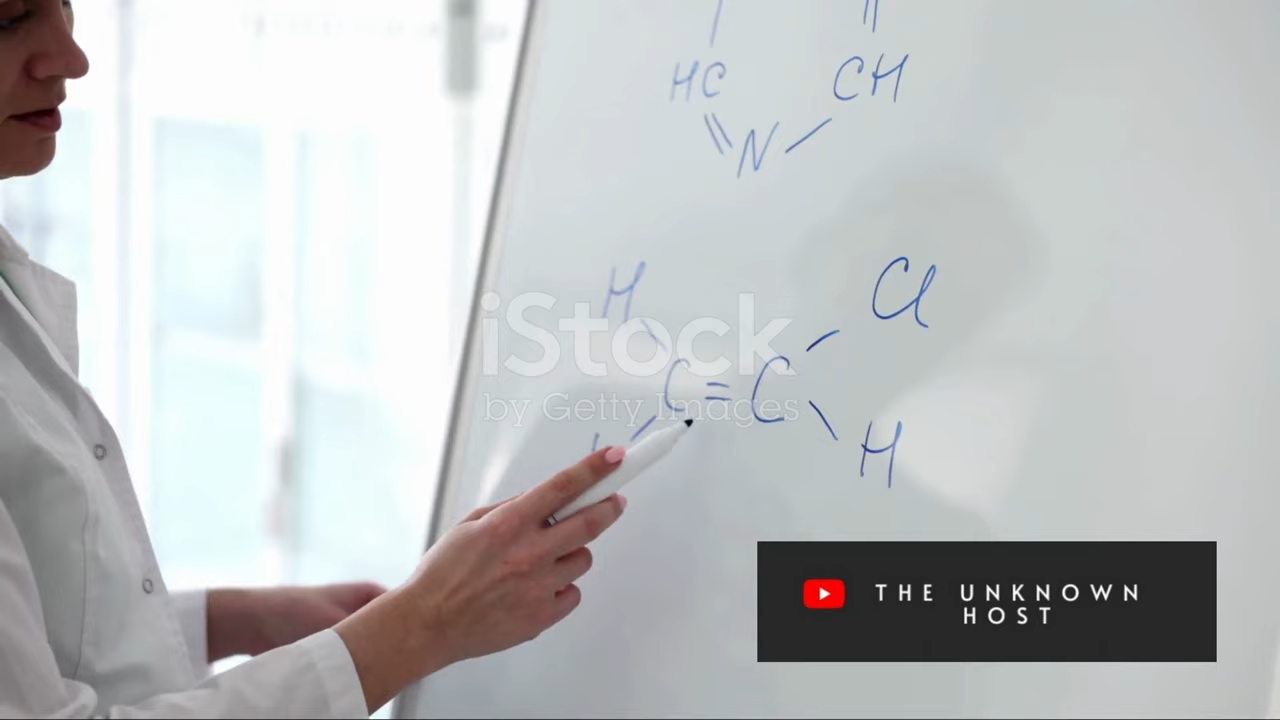 HC CH
N
H Cl
C = C
H
iStock
by Getty Images
THE UNKNOWN
HOST